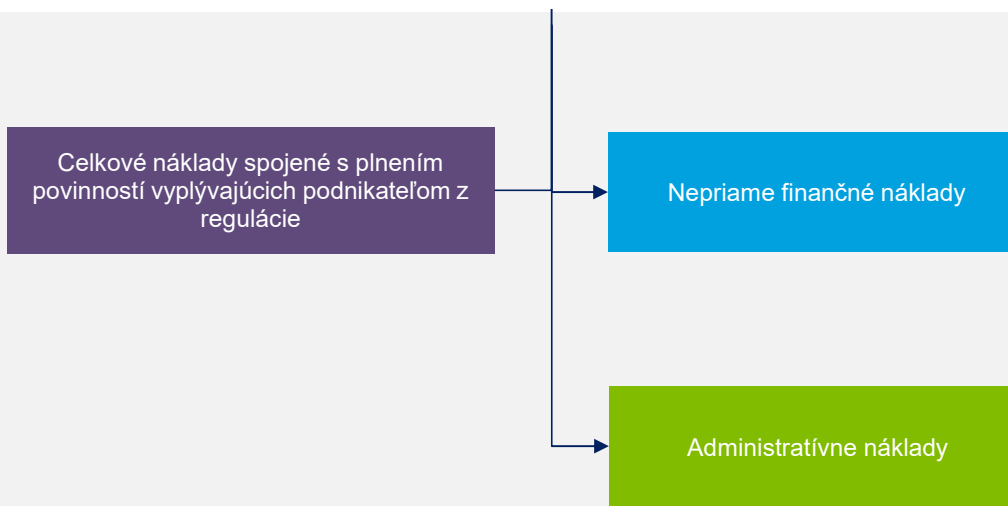 Celkové náklady spojené s plnením
povinností vyplývajúcich podnikateľom z
regulácie
Nepriame finančné náklady
Administratívne náklady